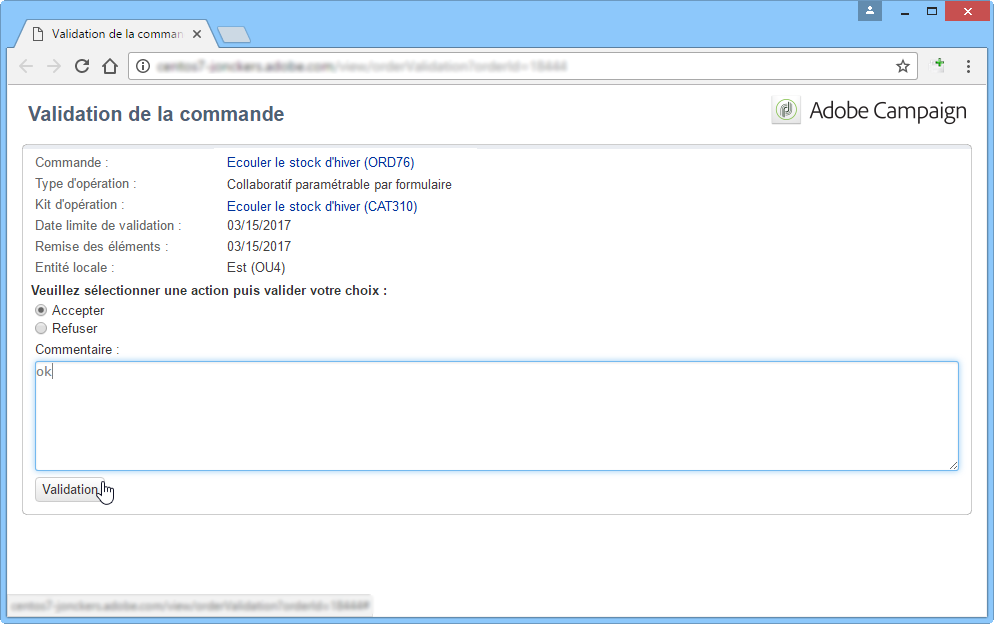 Validation de la comman
Validation de la commande
Adobe Campaign
Commande : Ecouler le stock d'hiver (ORD76)
Type d'opération : Collaboratif paramétrable par formulaire
Kit d'opération : Ecouler le stock d'hiver (CAT310)
Date limite de validation : 03/15/2017
Remise des éléments : 03/15/2017
Entité locale : Est (OU4)
Veuillez sélectionner une action puis valider votre choix :
Accepter
Refuser
Commentaire :
ok
Validation